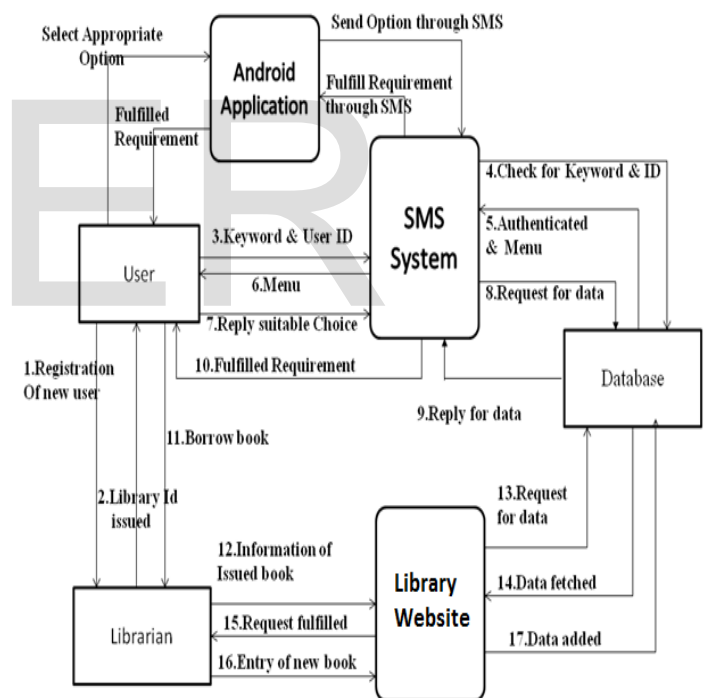 Send Option through SMS
Select Appropriate
Option
Android
Application
Fulfill Requirement
through SMS
Fulfilled
Requirement
ER
4.Check for Keyword & ID
SMS
System
5.Authenticated
& Menu
3.Keyword & User ID
User
6.Menu
8.Request for data
7.Reply suitable Choice
10.Fulfilled Requirement
1.Registration
Of new user
Database
9.Reply for data
11.Borrow book
2.Library Id
issued
13.Request
for data
12.Information of
Issued book
Library
Website
14.Data fetched
Librarian
15.Request fulfilled
17.Data added
16.Entry of new book